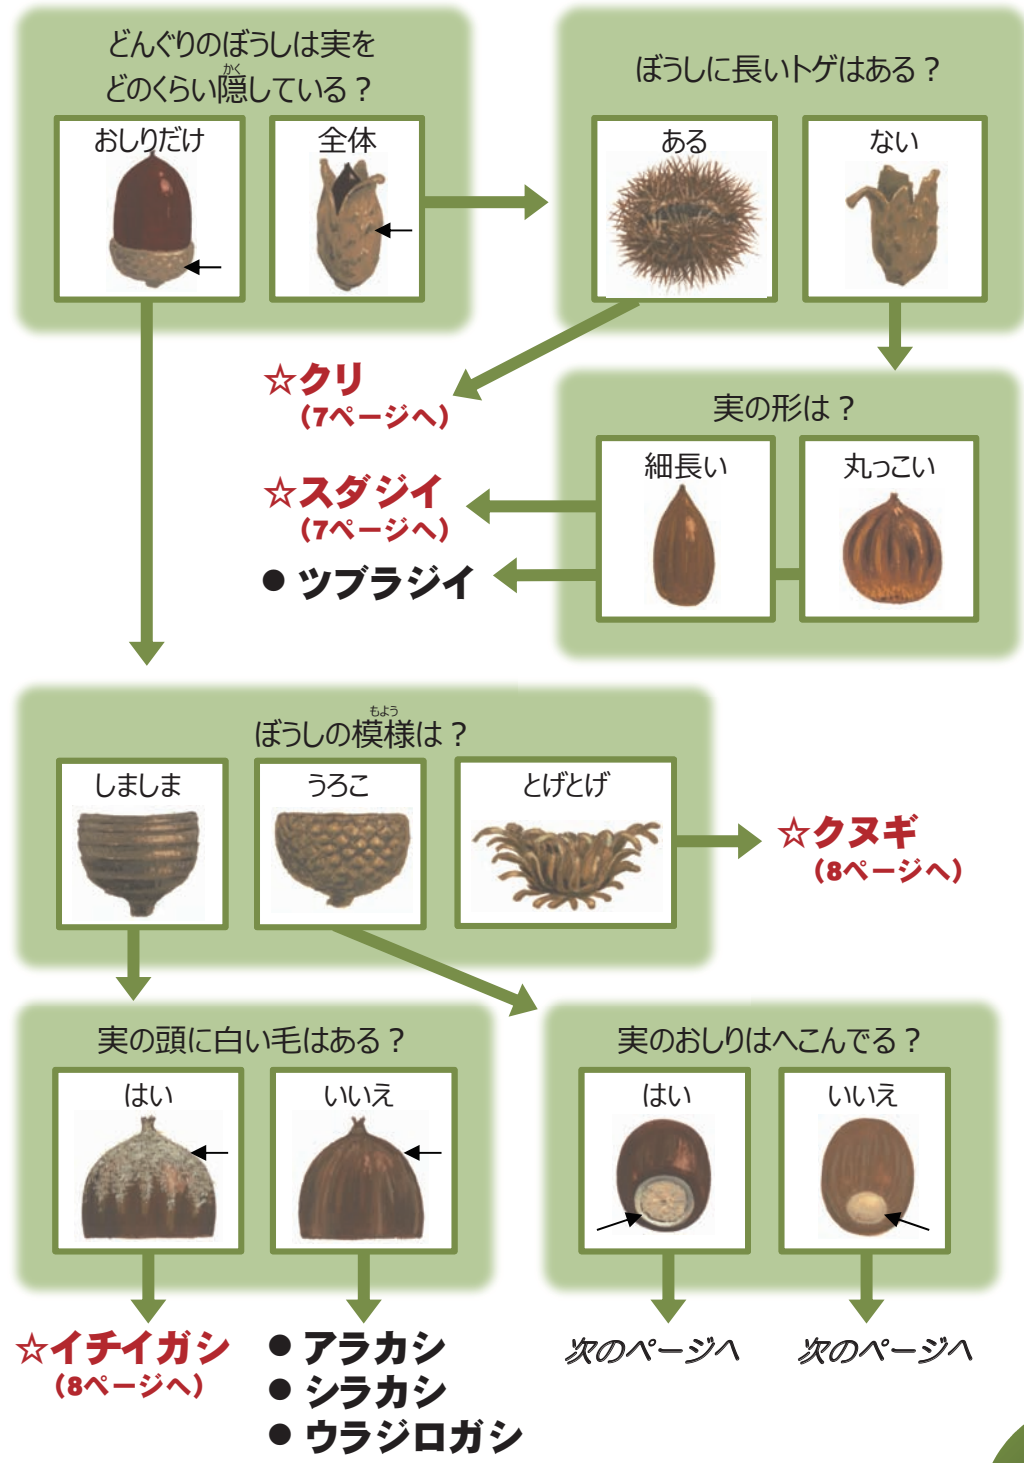 どんぐりのぼうしは実を
どのくらい隠している？
かく
おしりだけ
全体
ぼうしに長いトゲはある？
ある
ない
☆クリ
(7ページへ)
実の形は？
細長い
丸っこい
☆スダジイ
(7ページへ)
● ツブラジイ
ぼうしの模様は？
もよう
しましま
うろこ
とげとげ
☆クヌギ
(8ページへ)
実の頭に白い毛はある？
はい
いいえ
実のおしりはへこんでる？
はい
いいえ
☆イチイガシ
(8ページへ)
● アラカシ
● シラカシ
● ウラジロガシ
次のページへ
次のページへ